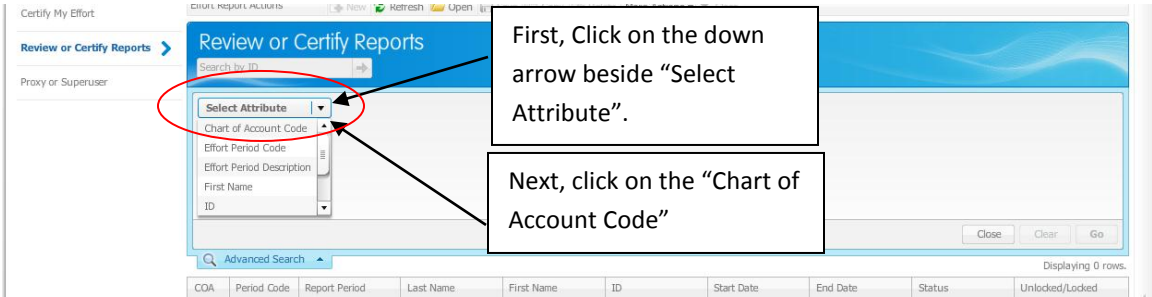 Certify My Effort
Effort Report Actions New Refresh Open
Review or Certify Reports
Proxy or Superuser
Review or Certify Reports
Search by ID
First, Click on the down
arrow beside “Select
Attribute”.
Select Attribute
Chart of Account Code
Effort Period Code
Effort Period Description
First Name
ID
Next, click on the “Chart of
Account Code”
Close Clear Go
Advanced Search
Displaying 0 rows.
COA Period Code Report Period Last Name First Name ID Start Date End Date Status Unlocked/Locked